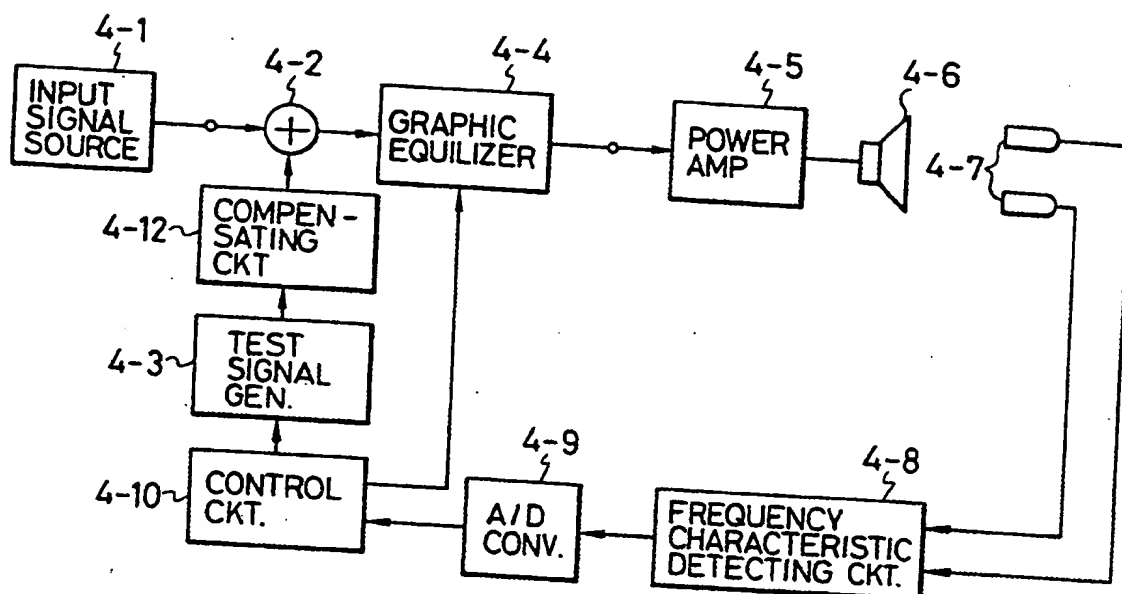 4-1
4-2
4-4
4-5
4-6
INPUT
SIGNAL
SOURCE
GRAPHIC
EQUILIZER
POWER
AMP
4-7
4-12
COMPEN-
SATING
CKT
4-3
TEST
SIGNAL
GEN.
4-9
4-8
4-10
CONTROL
CKT.
A/D
CONV.
FREQUENCY
CHARACTERISTIC
DETECTING CKT.